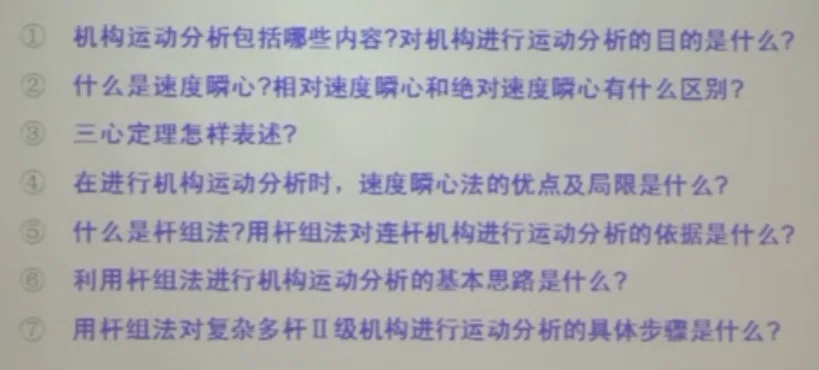 ① 机构运动分析包括哪些内容?对机构进行运动分析的目的是什么?
② 什么是速度瞬心?相对速度瞬心和绝对速度瞬心有什么区别?
③ 三心定理怎样表述?
④ 在进行机构运动分析时，速度瞬心法的优点及局限是什么?
⑤ 什么是杆组法?用杆组法对连杆机构进行运动分析的依据是什么?
⑥ 利用杆组法进行机构运动分析的基本思路是什么?
⑦ 用杆组法对复杂多杆Ⅱ级机构进行运动分析的具体步骤是什么?